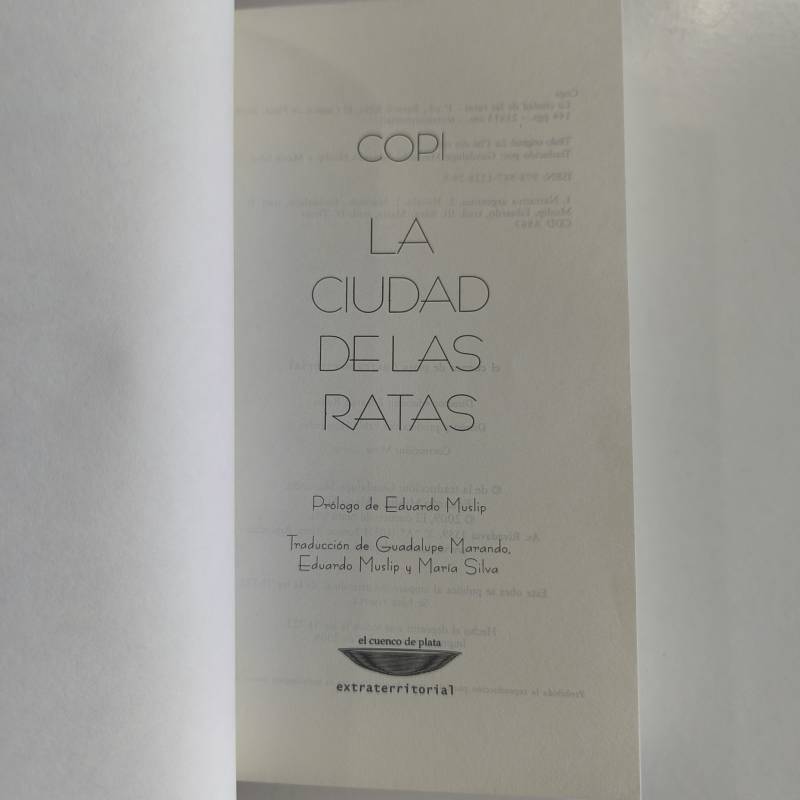 COPI
LA
CIUDAD
DE LAS
RATAS
Prólogo de Eduardo Muslip
Traducción de Guadalupe Marando,
Eduardo Muslip y María Silva
el cuenco de plata
extraterritorial